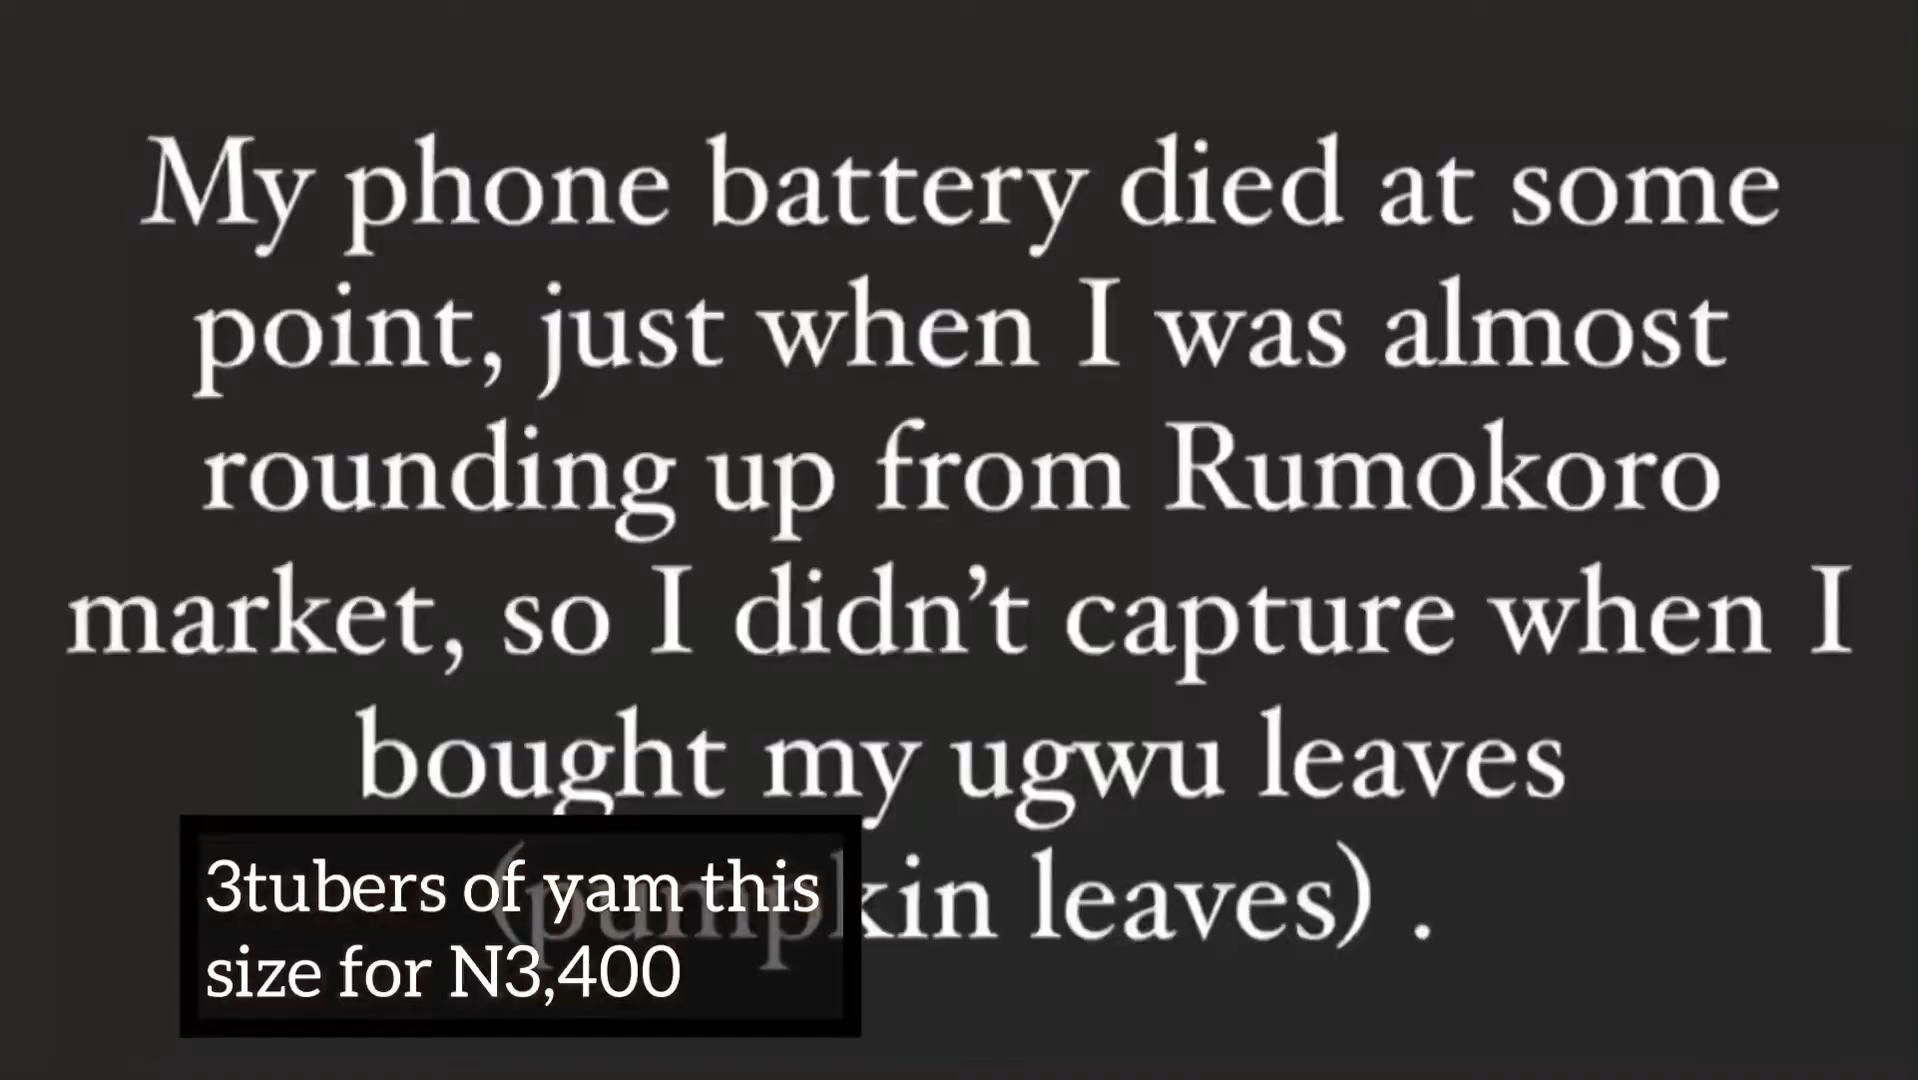 My phone battery died at some
point, just when I was almost
rounding up from Rumokoro
market, so I didn't capture when I
bought my ugwu leaves
(pumpkin leaves) .
3tubers of yam this
size for N3,400